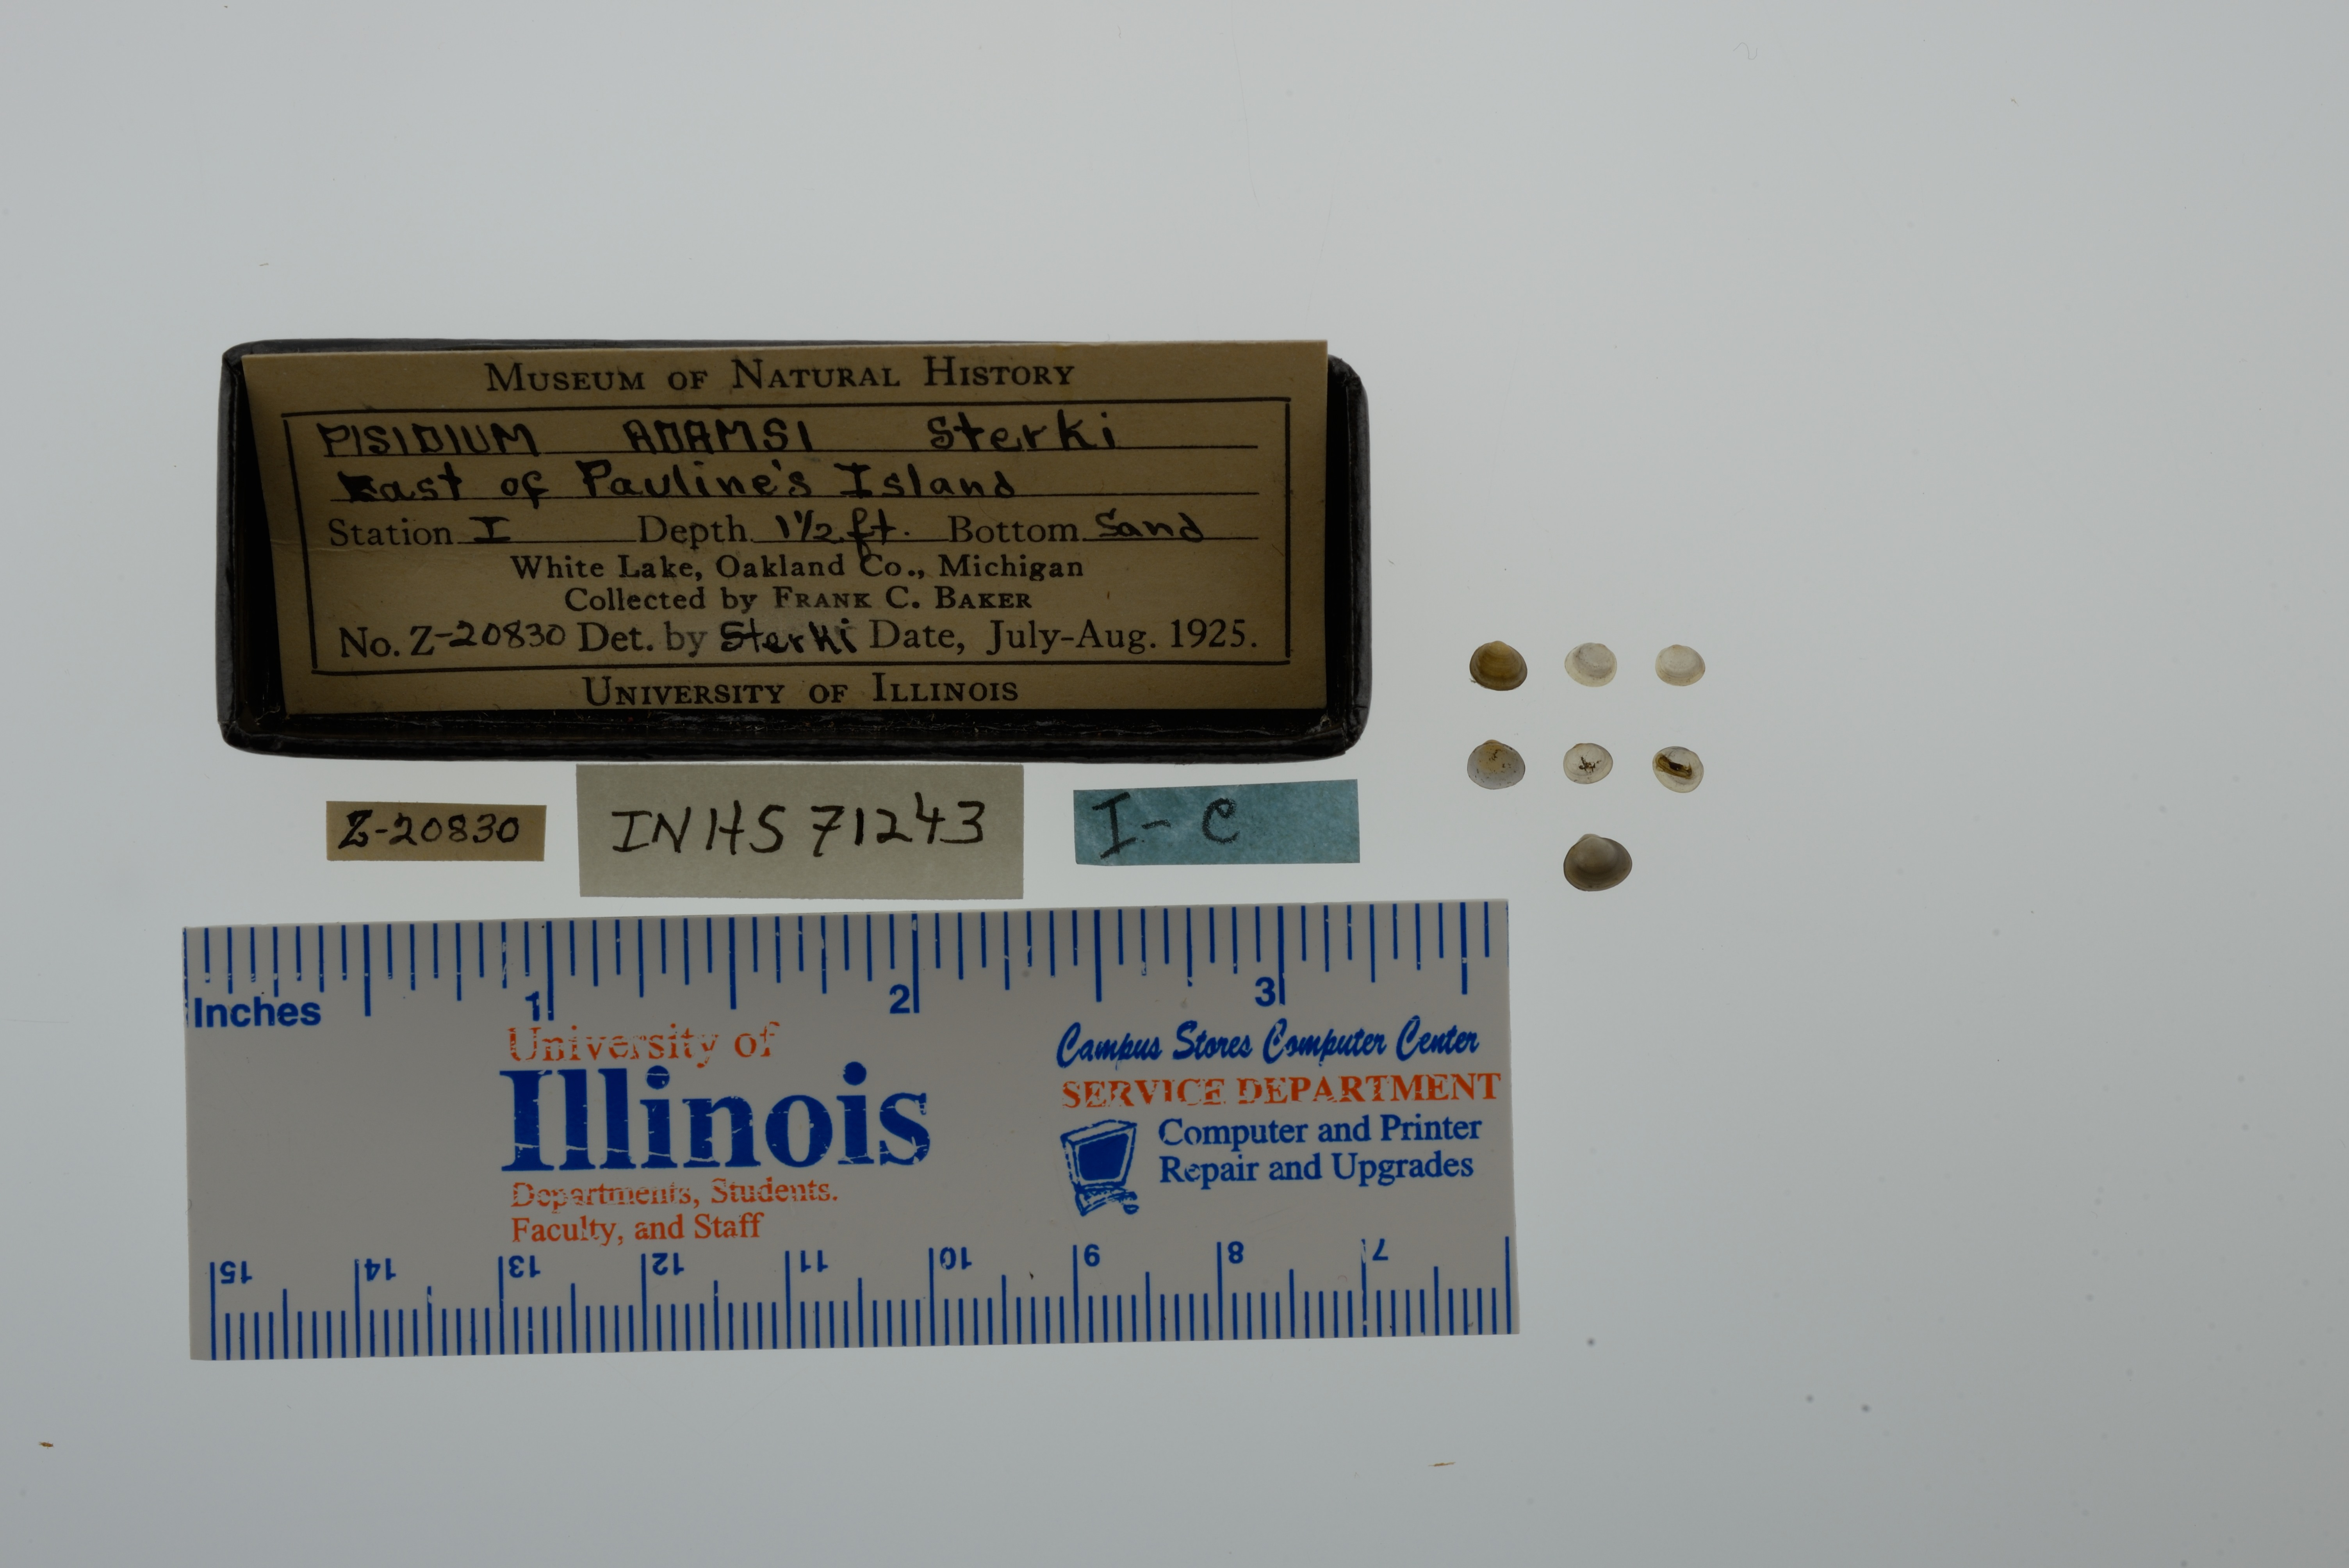 MUSEUM OF NATURAL HISTORY
PISIDIUM ADAMSI Sterki
East of Pauline's Island
Station I Depth 1½ ft. Bottom Sand
White Lake, Oakland Co., Michigan
Collected by FRANK C. BAKER
No. Z-20830 Det. by Sterki Date, July-Aug. 1925.
UNIVERSITY OF ILLINOIS
Z-20830
INHS 71243
I-C
1 2 3
Inches
University of
Illinois
Departments, Students.
Faculty, and Staff
Campus Stores Computer Center
SERVICE DEPARTMENT
Computer and Printer
Repair and Upgrades
15 14 13 12 11 10 9 8 7